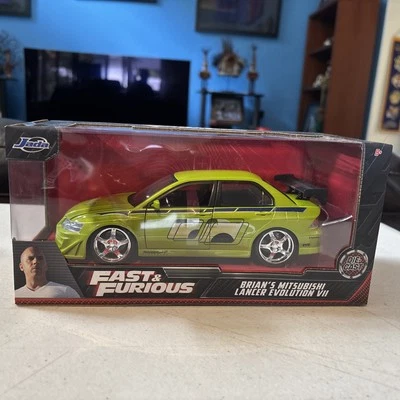 Jada
FAST &
FURIOUS
BRIAN'S MITSUBISHI
LANCER EVOLUTION VII
DIE
CAST